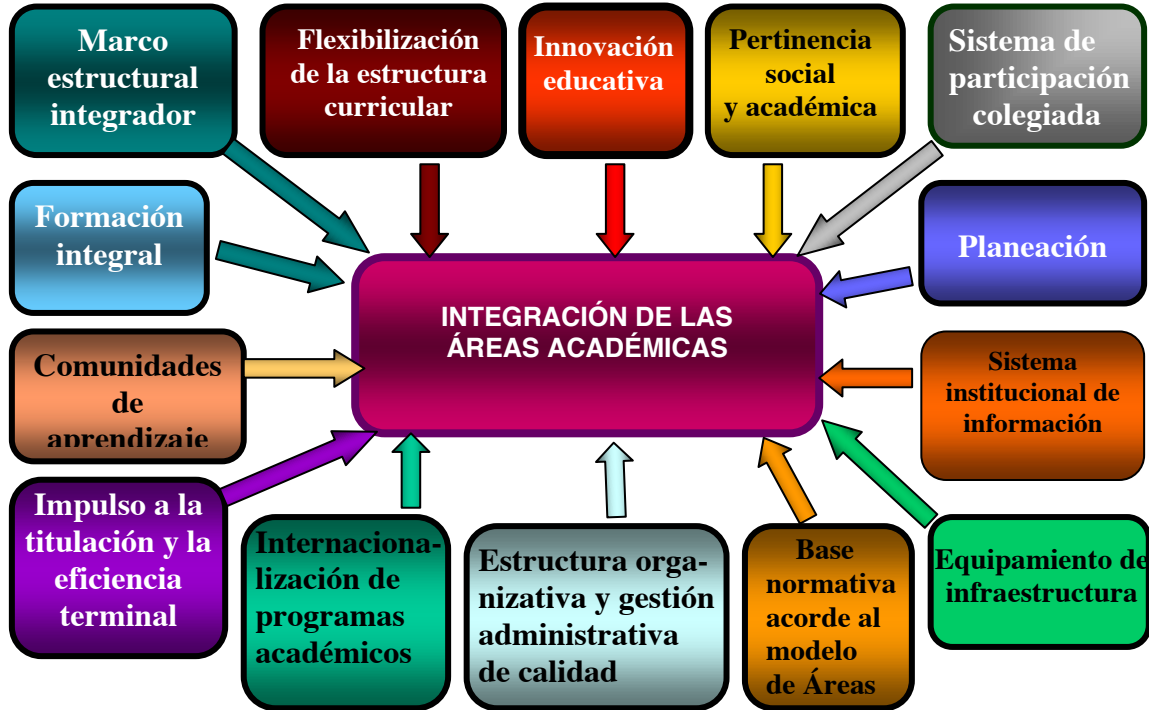 Marco
estructural
integrador
Flexibilización
de la estructura
curricular
Innovación
educativa
Pertinencia
social
y académica
Sistema de
participación
colegiada
Formación
integral
Planeación
INTEGRACIÓN DE LAS
ÁREAS ACADÉMICAS
Comunidades
de
aprendizaje
Sistema
institucional de
información
Impulso a la
titulación y la
eficiencia
terminal
Internaciona-
lización de
programas
académicos
Estructura orga-
nizativa y gestión
administrativa
de calidad
Base
normativa
acorde al
modelo
de Áreas
Equipamiento de
infraestructura